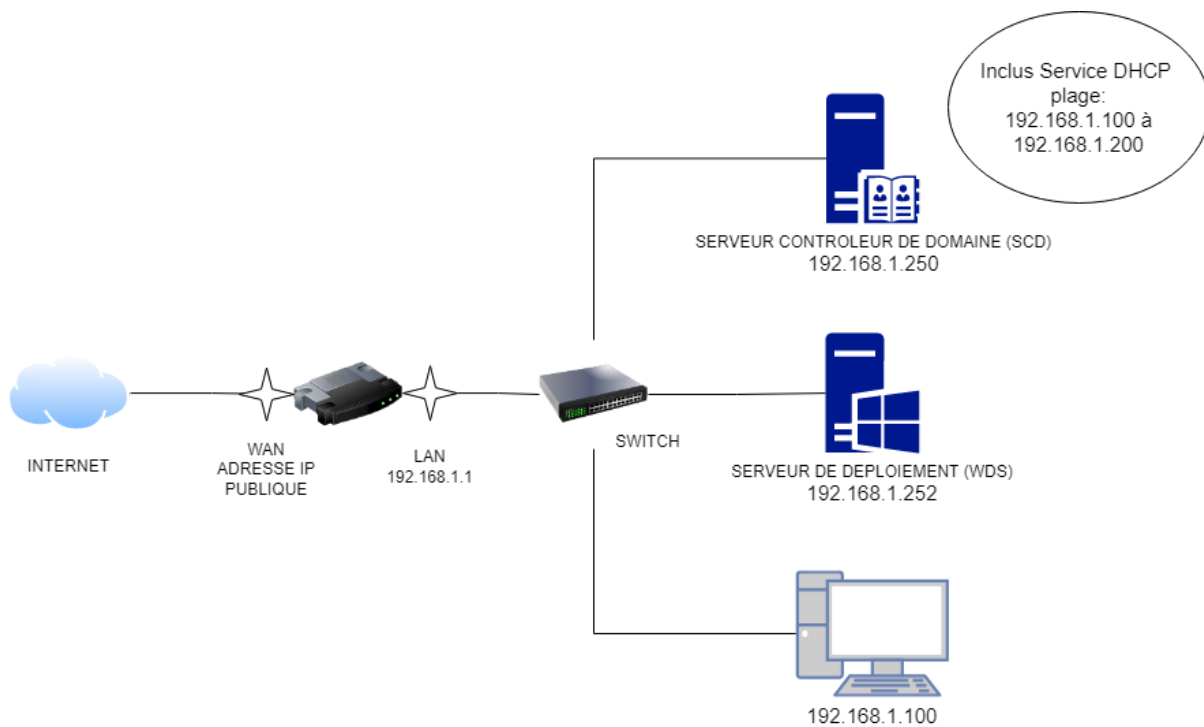 Inclus Service DHCP
plage:
192.168.1.100 à
192.168.1.200
SERVEUR CONTROLEUR DE DOMAINE (SCD)
192.168.1.250
INTERNET
WAN
ADRESSE IP
PUBLIQUE
LAN
192.168.1.1
SWITCH
SERVEUR DE DEPLOIEMENT (WDS)
192.168.1.252
192.168.1.100